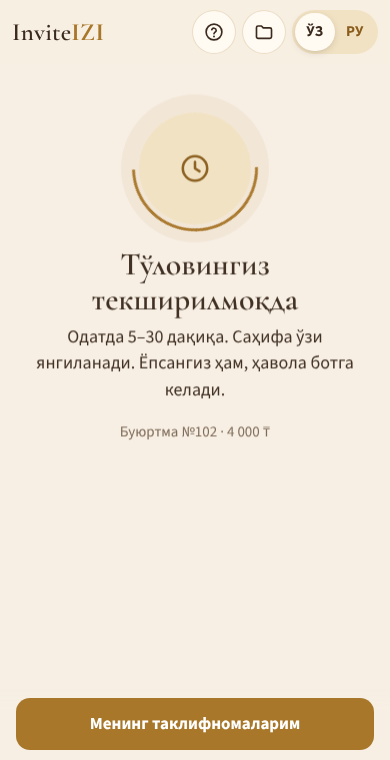 InviteIZI
ЎЗ
РУ
Тўловингиз
текширилмоқда
Одатда 5–30 дақиқа. Саҳифа ўзи
янгиланади. Ёпсангиз ҳам, ҳавола ботга
келади.
Буюртма №102 · 4 000 ₸
Менинг таклифномаларим